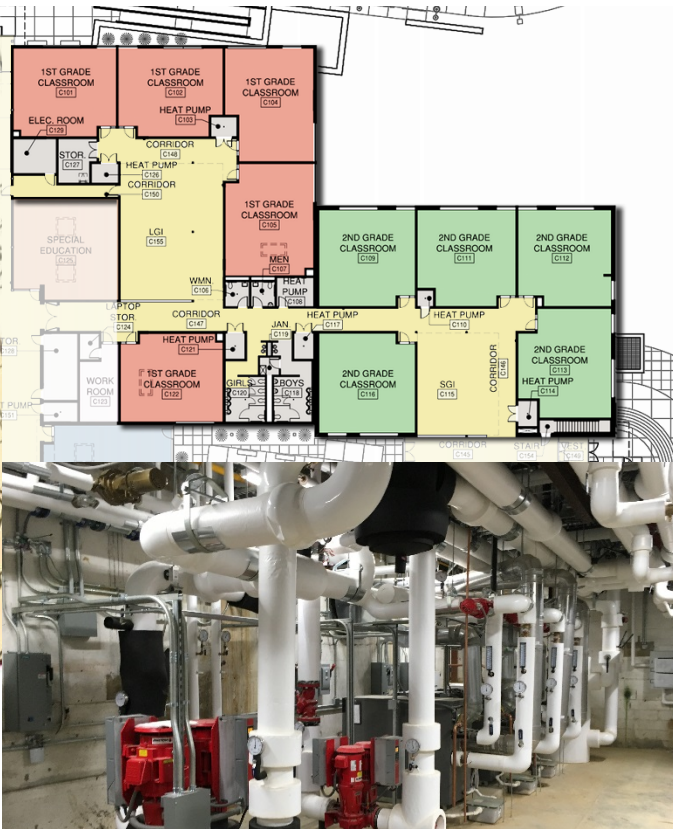 1ST GRADE
CLASSROOM
C101
1ST GRADE
CLASSROOM
C102
1ST GRADE
CLASSROOM
C104
HEAT PUMP
C103
ELEC. ROOM
C129
STOR.
C127
CORRIDOR
C148
HEAT PUMP
C126
CORRIDOR
C150
1ST GRADE
CLASSROOM
C105
LGI
C155
SPECIAL
EDUCATION
C125
MEN
C107
WMN.
C106
HEAT
PUMP
C108
2ND GRADE
CLASSROOM
C109
2ND GRADE
CLASSROOM
C111
2ND GRADE
CLASSROOM
C112
LAPTOP
STOR.
C124
CORRIDOR
C147
JAN
C119
HEAT PUMP
C117
HEAT PUMP
C110
HEAT PUMP
C121
1ST GRADE
CLASSROOM
C122
WORK
ROOM
C123
GIRLS
C120
BOYS
C118
2ND GRADE
CLASSROOM
C116
SGI
C115
CORRIDOR
C146
2ND GRADE
CLASSROOM
C113
HEAT PUMP
C114
CORRIDOR
C145
STAIR
C154
VEST.